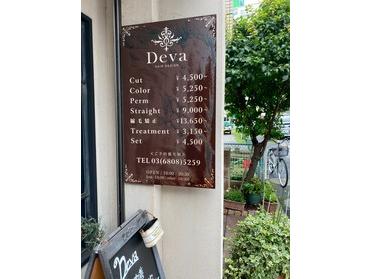 Deva
HAIR DESIGN
Cut ¥4,500~
Color ¥5,250~
Perm ¥5,250~
Straight ¥9,000~
縮毛矯正 ¥13,650~
Treatment ¥3,150~
Set ¥4,500
TEL 03(6808)5259
Deva